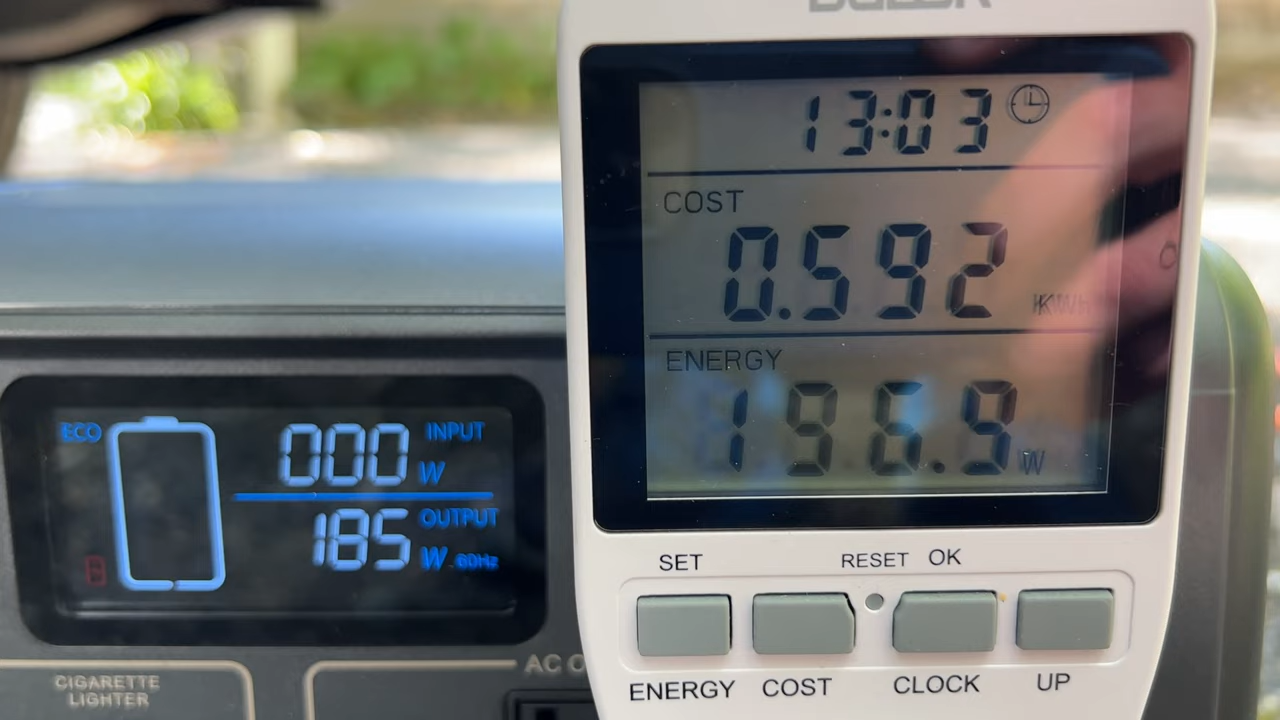 13:03
COST
0.592
KWH
ENERGY
196.9 W
SET
RESET OK
ENERGY COST CLOCK UP
ECO
000 W INPUT
185 W 60Hz OUTPUT
AC
CIGARETTE
LIGHTER